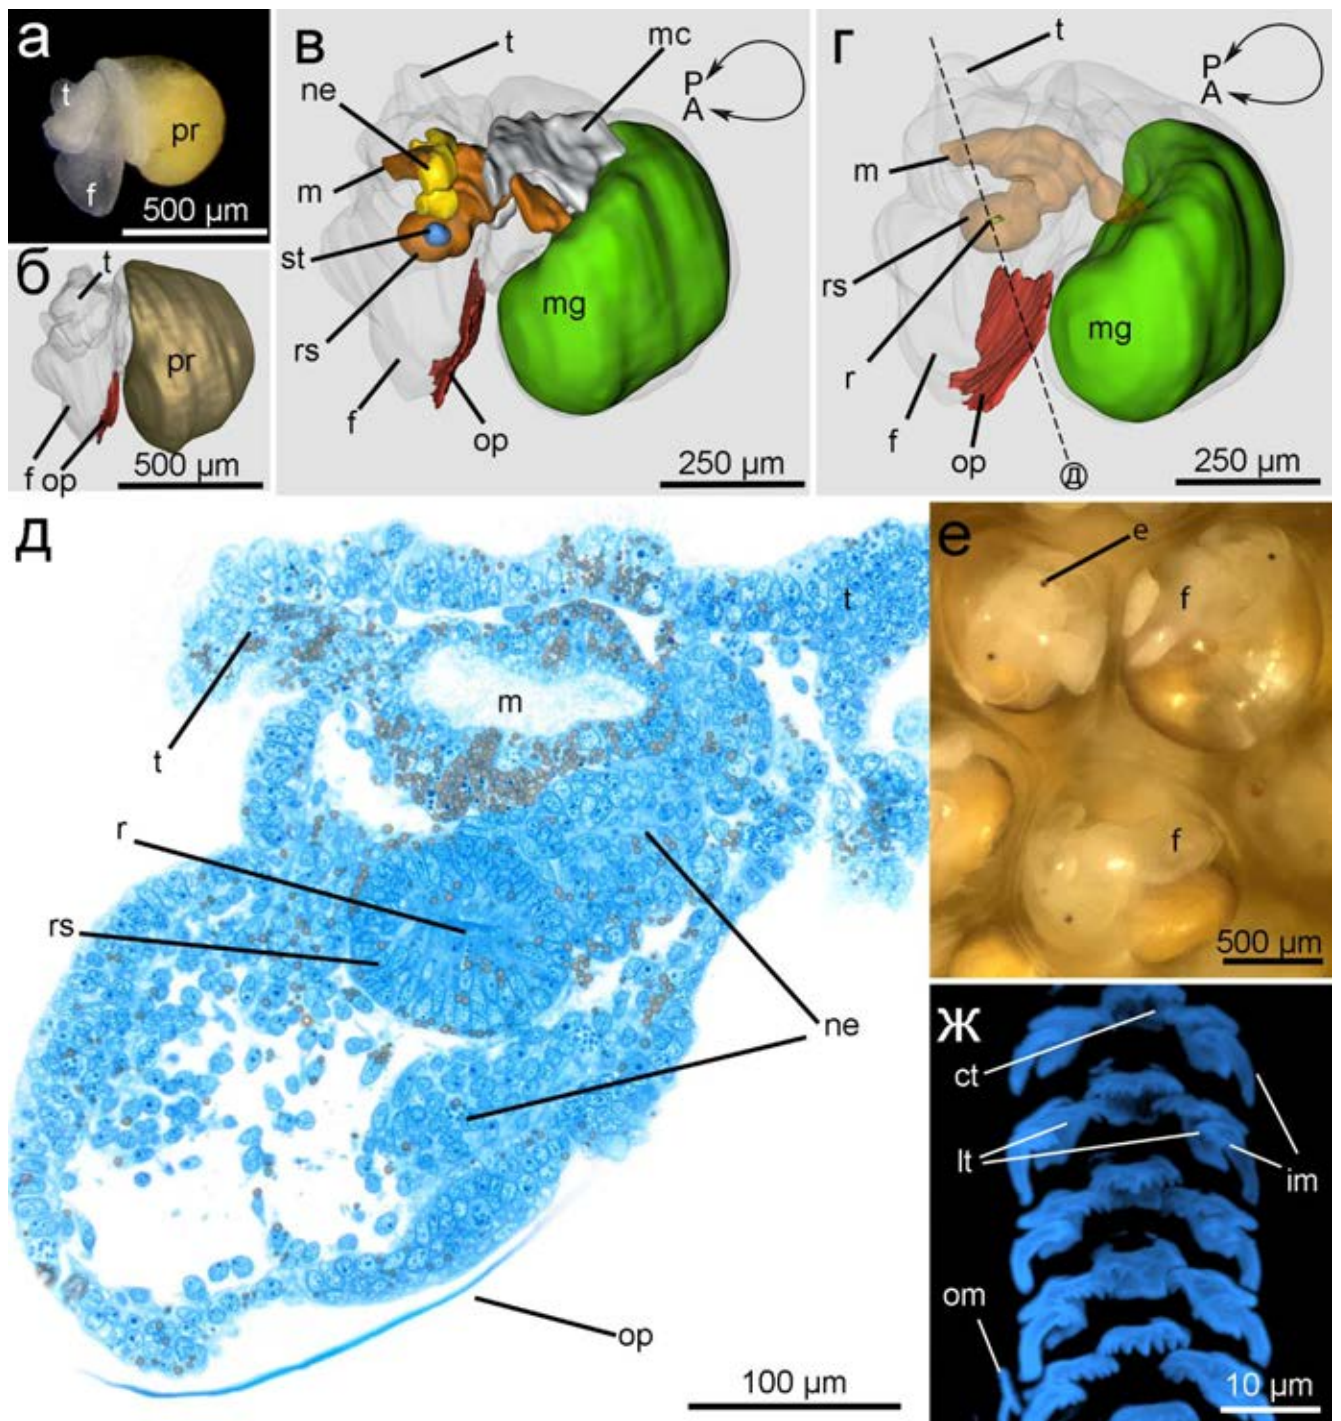 а
t
pr
f
500 µm
б
t
pr
f op
500 µm
в
t
mc
ne
P
A
m
st
mg
rs
f
op
250 µm
г
t
P
A
m
rs
mg
r
f
op
д
250 µm
д
t
m
t
r
rs
ne
op
100 µm
е
e
f
f
500 µm
ж
ct
lt
im
om
10 µm